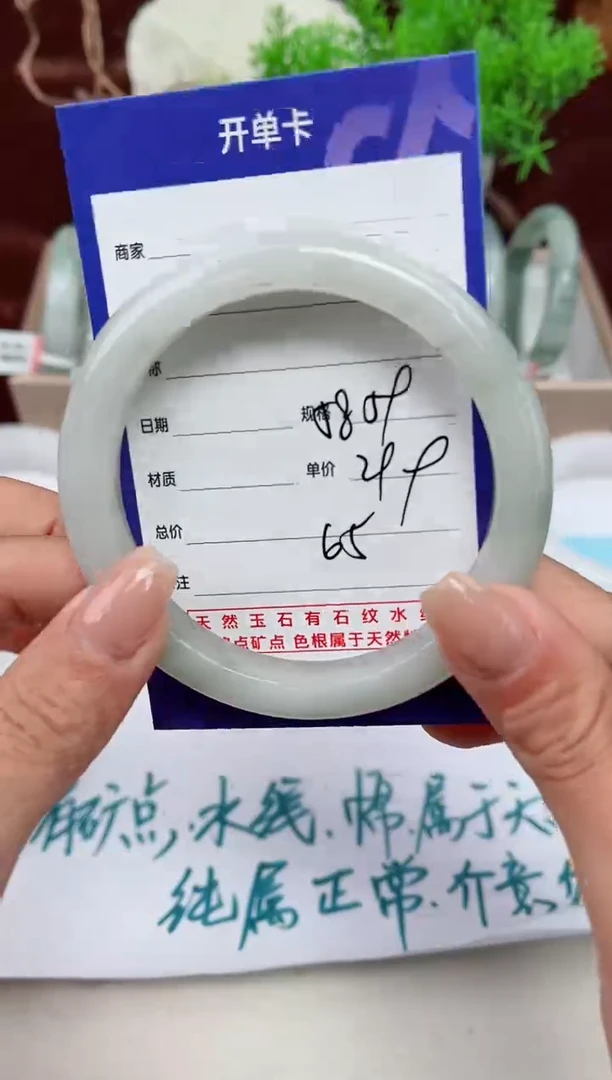 开单卡
商家
日期 规格
材质 单价
总价
65
注
天然玉石有石纹水
点矿点 色根属于天然
矿点,水线、棉、属于天
纯属正常.介意